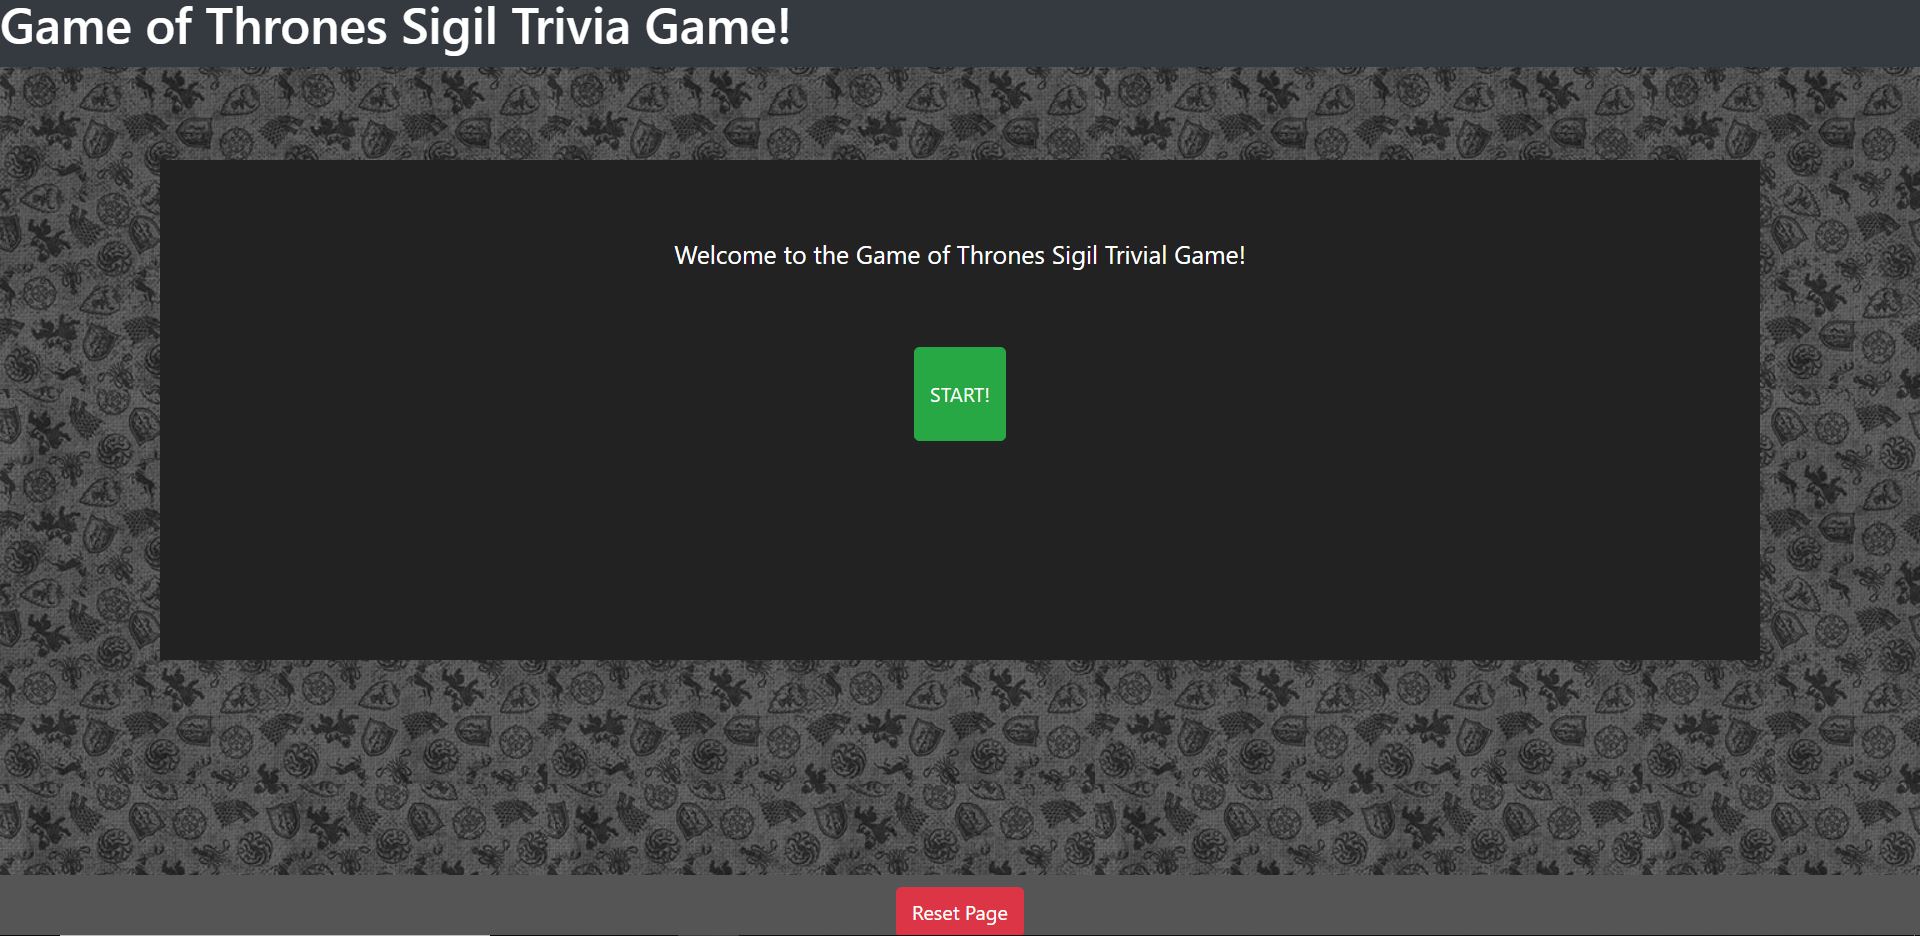 Game of Thrones Sigil Trivia Game!
Welcome to the Game of Thrones Sigil Trivial Game!
START!
Reset Page